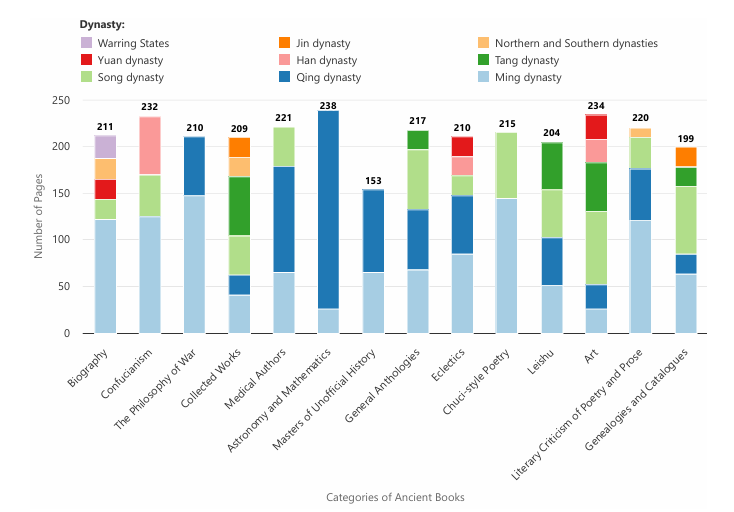 Dynasty:
Warring States
Jin dynasty
Northern and Southern dynasties
Yuan dynasty
Han dynasty
Tang dynasty
Song dynasty
Qing dynasty
Ming dynasty
Number of Pages
250
200
150
100
50
0
211
232
210
209
221
238
153
217
210
215
204
234
220
199
Biography
Confucianism
The Philosophy of War
Collected Works
Medical Authors
Astronomy and Mathematics
Masters of Unofficial History
General Anthologies
Eclectics
Chuci-style Poetry
Leishu
Art
Literary Criticism of Poetry and Prose
Genealogies and Catalogues
Categories of Ancient Books